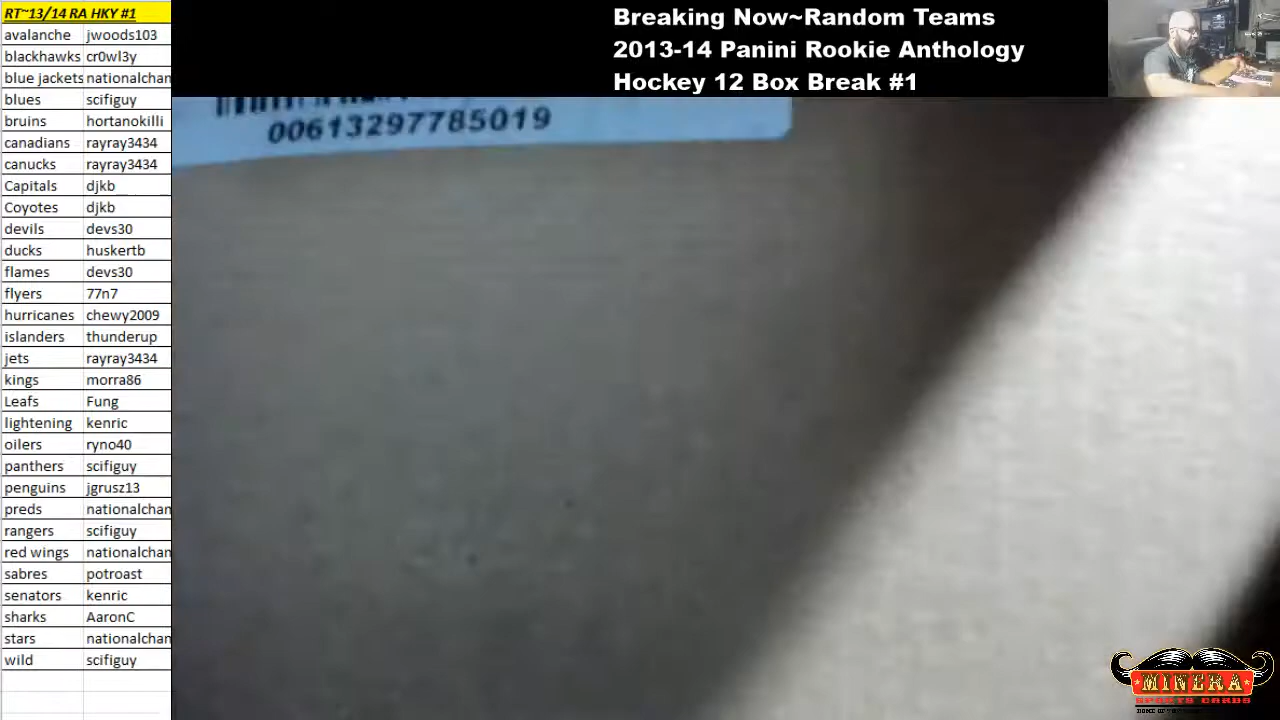 RT~13/14 RA HKY #1
avalanche jwoods103
blackhawks cr0wl3y
blue jackets nationalchan
blues scifiguy
bruins hortanokilli
canadians rayray3434
canucks rayray3434
Capitals djkb
Coyotes djkb
devils devs30
ducks huskertb
flames devs30
flyers 77n7
hurricanes chewy2009
islanders thunderup
jets rayray3434
kings morra86
Leafs Fung
lightening kenric
oilers ryno40
panthers scifiguy
penguins jgrusz13
preds nationalchan
rangers scifiguy
red wings nationalchan
sabres potroast
senators kenric
sharks AaronC
stars nationalchan
wild scifiguy
Breaking Now~Random Teams
2013-14 Panini Rookie Anthology
Hockey 12 Box Break #1
00613297785019
MINERA
SPORTS CARDS